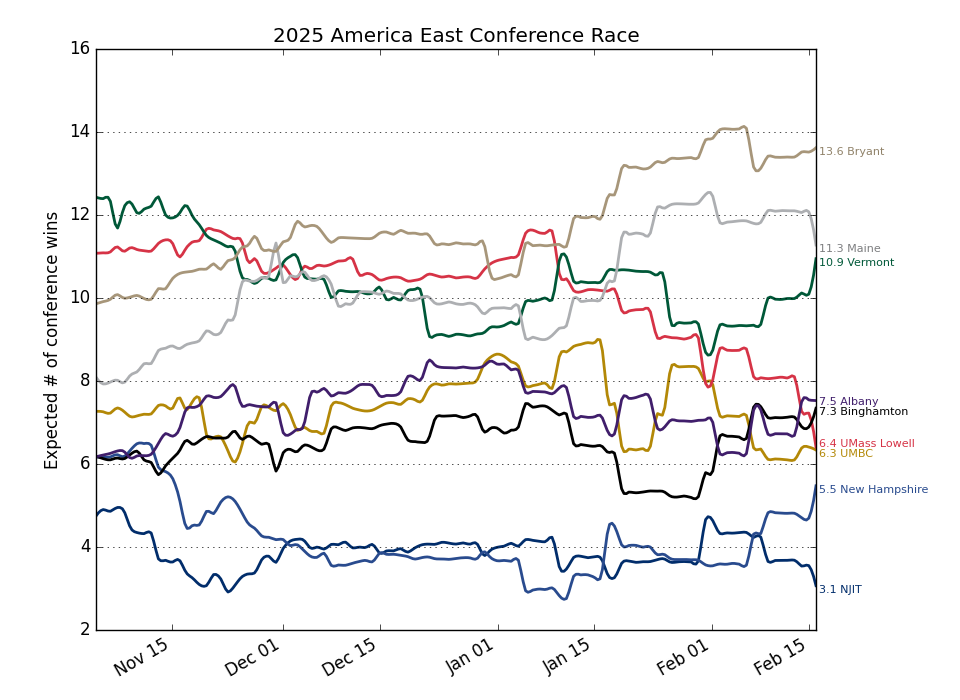 2025 America East Conference Race
Expected # of conference wins
16
14
12
10
8
6
4
2
13.6 Bryant
11.3 Maine
10.9 Vermont
7.5 Albany
7.3 Binghamton
6.4 UMass Lowell
6.3 UMBC
5.5 New Hampshire
3.1 NJIT
Nov 15
Dec 01
Dec 15
Jan 01
Jan 15
Feb 01
Feb 15